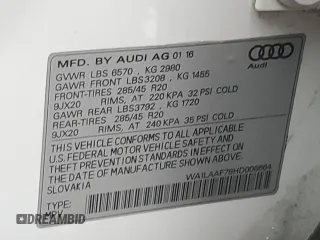 MFD. BY AUDI AG 01 16
GVWR LBS 6570 , KG 2980
GAWR FRONT LBS3208 , KG 1455
FRONT-TIRES 285/45 R20
9JX20 RIMS, AT 220 KPA 32 PSI COLD
GAWR REAR LBS3792 , KG 1720
REAR-TIRES 285/45 R20
9JX20 RIMS, AT 240 KPA 35 PSI COLD
THIS VEHICLE CONFORMS TO ALL APPLICABLE
U.S. FEDERAL MOTOR VEHICLE SAFETY AND
THEFT PREVENTION STANDARDS IN EFFECT ON
THE DATE OF MANUFACTURE SHOWN ABOVE.
SLOVAKIA
TYPE:
MPV
Audi
DREAMBID